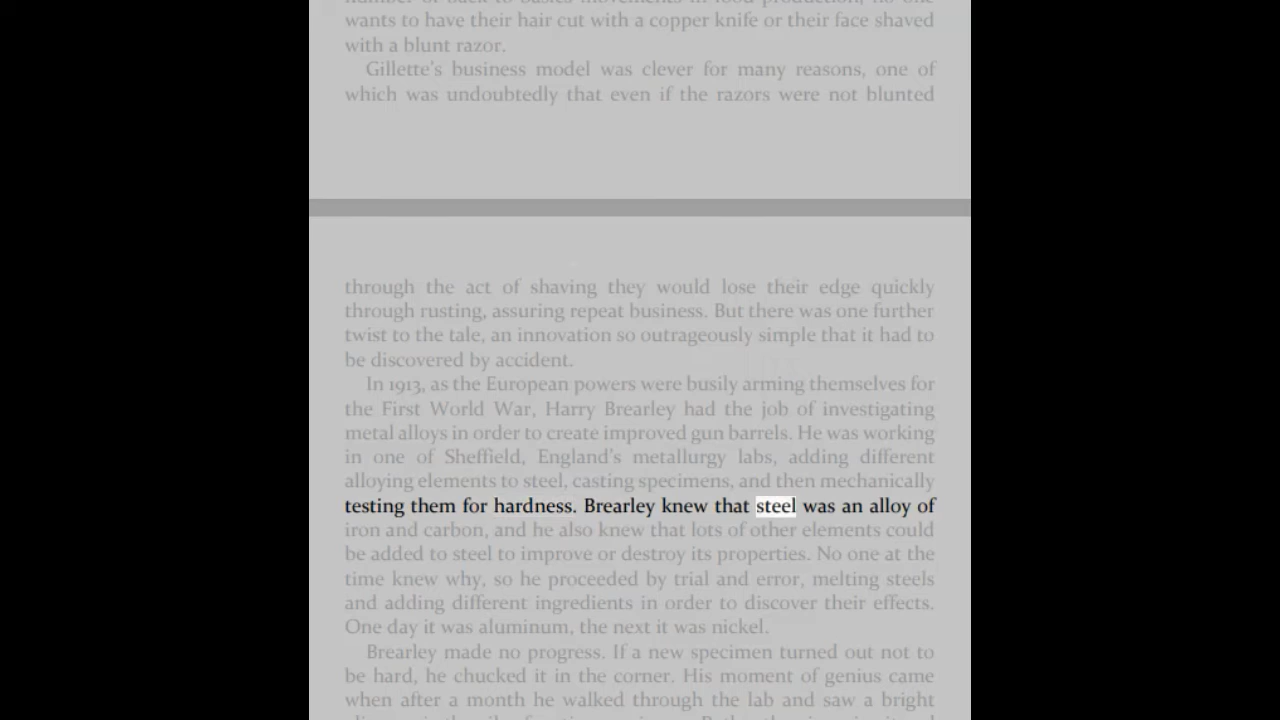 number of back to basics movements in food production, no one
wants to have their hair cut with a copper knife or their face shaved
with a blunt razor.
Gillette's business model was clever for many reasons, one of
which was undoubtedly that even if the razors were not blunted
through the act of shaving they would lose their edge quickly
through rusting, assuring repeat business. But there was one further
twist to the tale, an innovation so outrageously simple that it had to
be discovered by accident.
In 1913, as the European powers were busily arming themselves for
the First World War, Harry Brearley had the job of investigating
metal alloys in order to create improved gun barrels. He was working
in one of Sheffield, England's metallurgy labs, adding different
alloying elements to steel, casting specimens, and then mechanically
testing them for hardness. Brearley knew that steel was an alloy of
iron and carbon, and he also knew that lots of other elements could
be added to steel to improve or destroy its properties. No one at the
time knew why, so he proceeded by trial and error, melting steels
and adding different ingredients in order to discover their effects.
One day it was aluminum, the next it was nickel.
Brearley made no progress. If a new specimen turned out not to
be hard, he chucked it in the corner. His moment of genius came
when after a month he walked through the lab and saw a bright